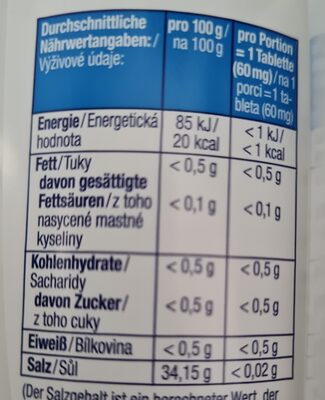 Durchschnittliche pro 100 g/ pro Portion
Nährwertangaben:/ na 100 g = 1 Tablette
Výživové údaje: (60 mg)/na 1
porci = 1 ta-
bleta (60 mg)
Energie/Energetická 85 kJ/ < 1 kJ/
hodnota 20 kcal < 1 kcal
Fett/Tuky < 0,5 g < 0,5 g
davon gesättigte
Fettsäuren/z toho < 0,1 g < 0,1 g
nasycené mastné
kyseliny
Kohlenhydrate/ < 0,5 g < 0,5 g
Sacharidy
davon Zucker/ < 0,5 g < 0,5 g
z toho cukry
Eiweiß/Bílkovina < 0,5 g < 0,5 g
Salz/Sůl 34,15 g < 0,02 g
(Der Salzgehalt ist ein berechneter Wert, der